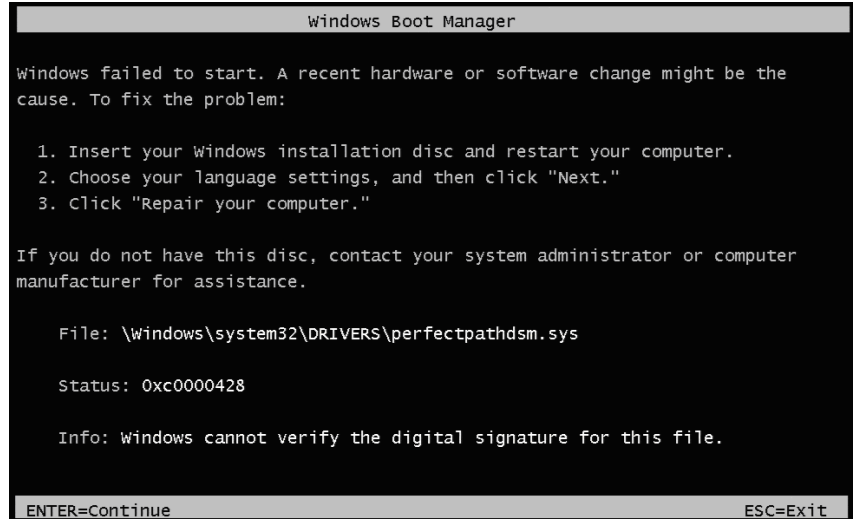 Windows Boot Manager
Windows failed to start. A recent hardware or software change might be the
cause. To fix the problem:
1. Insert your Windows installation disc and restart your computer.
2. Choose your language settings, and then click "Next."
3. Click "Repair your computer."
If you do not have this disc, contact your system administrator or computer
manufacturer for assistance.
File: \Windows\system32\DRIVERS\perfectpathdsm.sys
Status: 0xc0000428
Info: Windows cannot verify the digital signature for this file.
ENTER=Continue ESC=Exit